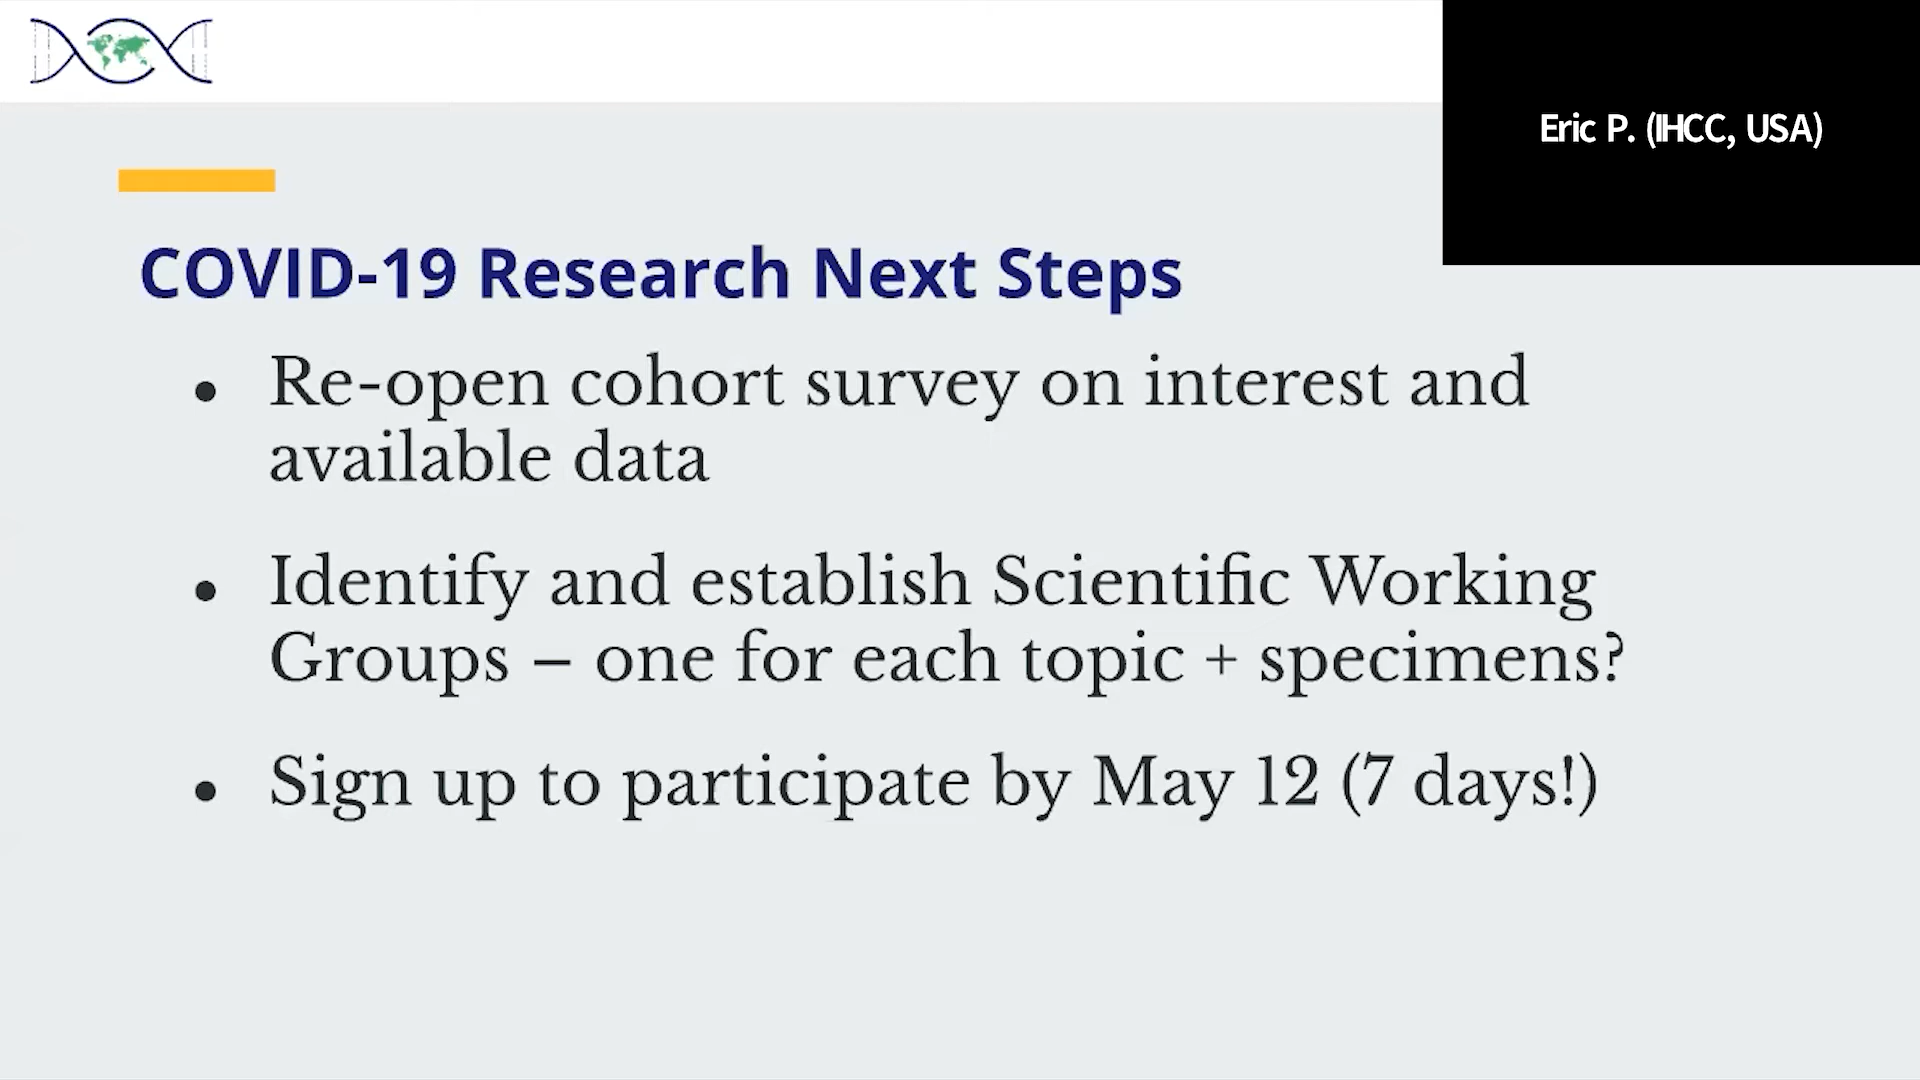 Eric P. (IHCC, USA)
COVID-19 Research Next Steps
• Re-open cohort survey on interest and
available data
• Identify and establish Scientific Working
Groups – one for each topic + specimens?
• Sign up to participate by May 12 (7 days!)